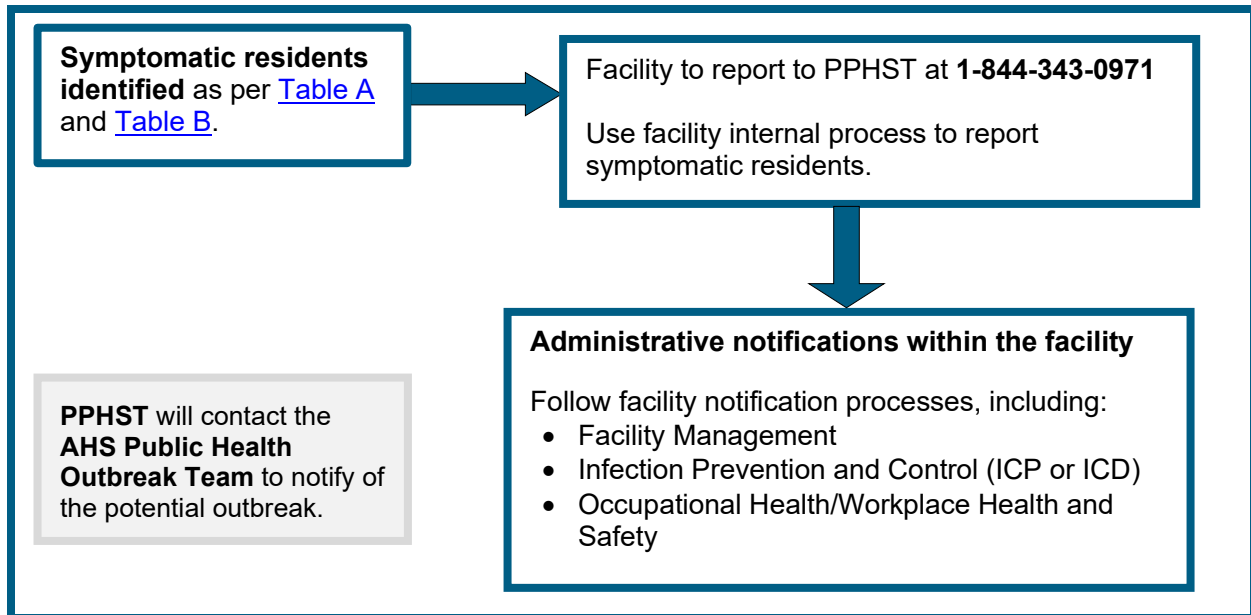 Symptomatic residents
identified as per Table A
and Table B.
Facility to report to PPHST at 1-844-343-0971
Use facility internal process to report
symptomatic residents.
Administrative notifications within the facility
Follow facility notification processes, including:
• Facility Management
• Infection Prevention and Control (ICP or ICD)
• Occupational Health/Workplace Health and
Safety
PPHST will contact the
AHS Public Health
Outbreak Team to notify of
the potential outbreak.